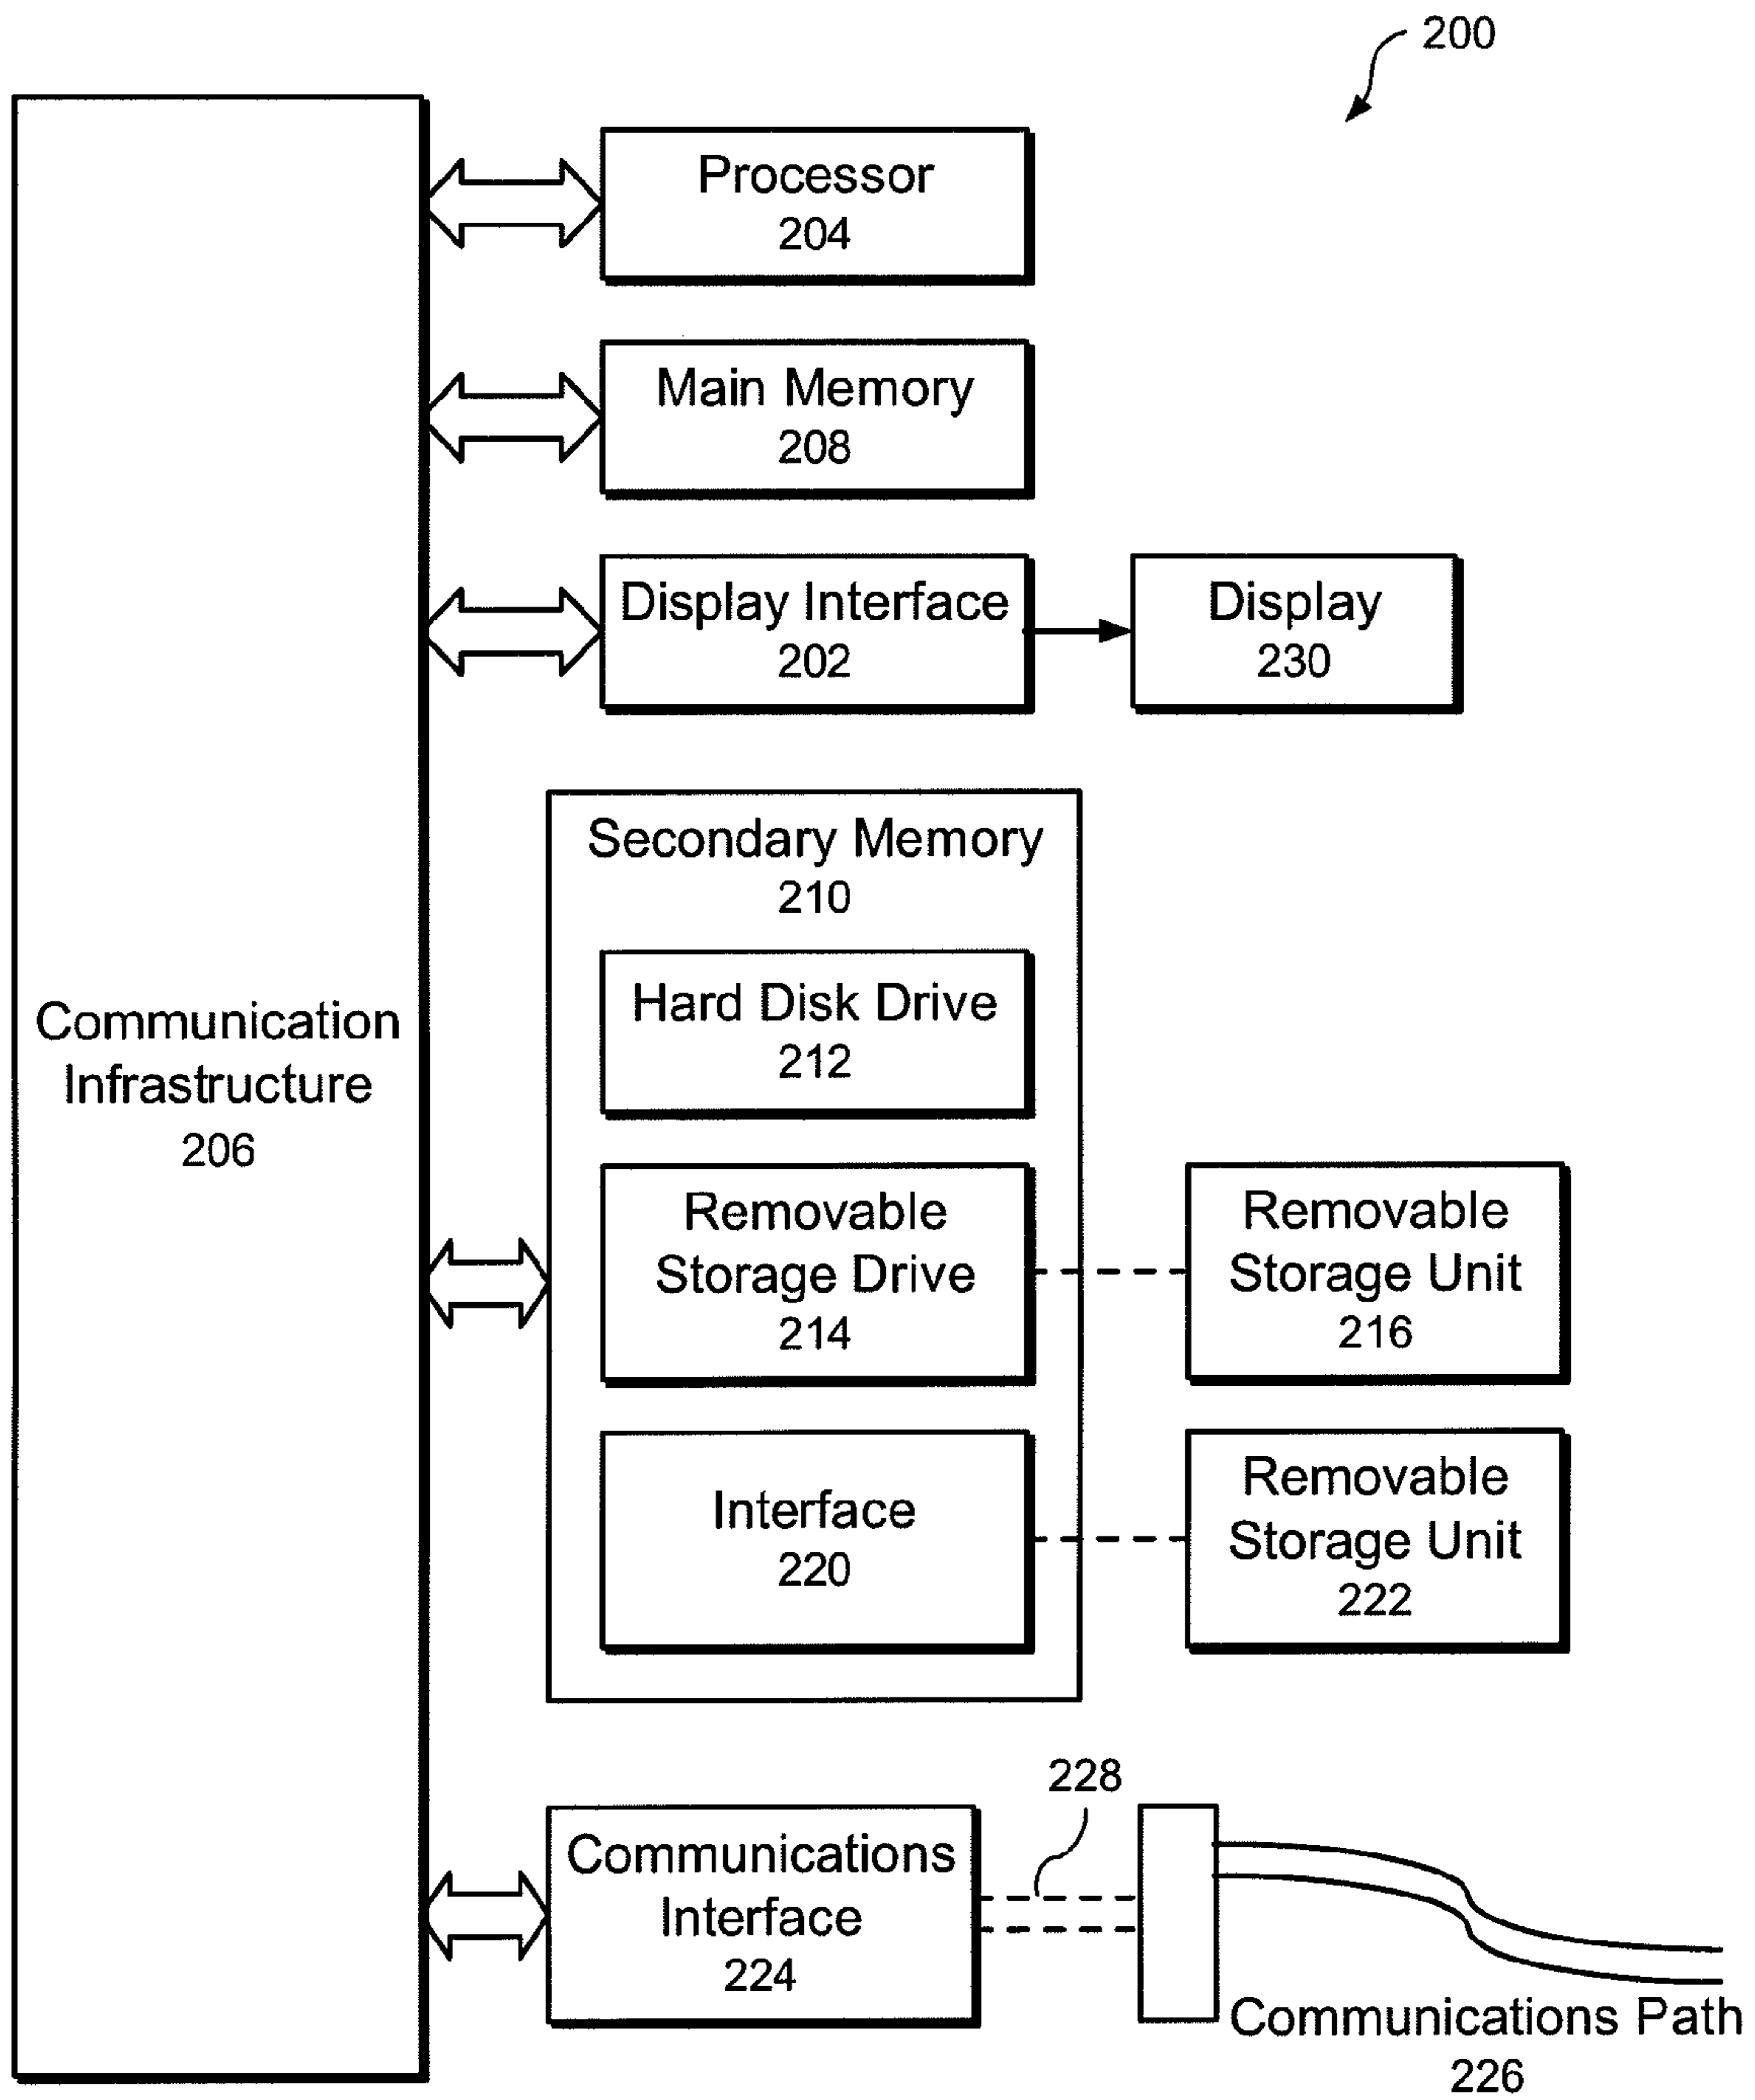 200
Processor
204
Main Memory
208
Display Interface
202
Display
230
Secondary Memory
210
Hard Disk Drive
212
Communication
Infrastructure
206
Removable
Storage Drive
214
Removable
Storage Unit
216
Interface
220
Removable
Storage Unit
222
228
Communications
Interface
224
Communications Path
226